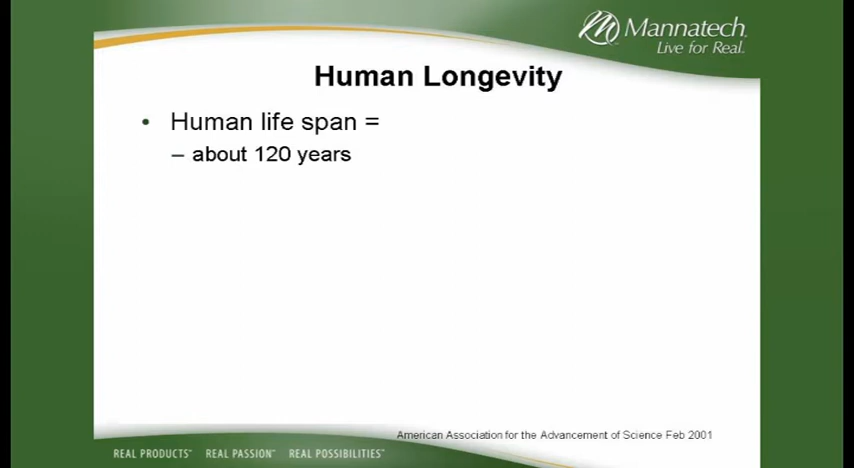 Mannatech
Live for Real.
Human Longevity
• Human life span =
– about 120 years
American Association for the Advancement of Science Feb 2001
REAL PRODUCTS™ REAL PASSION™ REAL POSSIBILITIES™